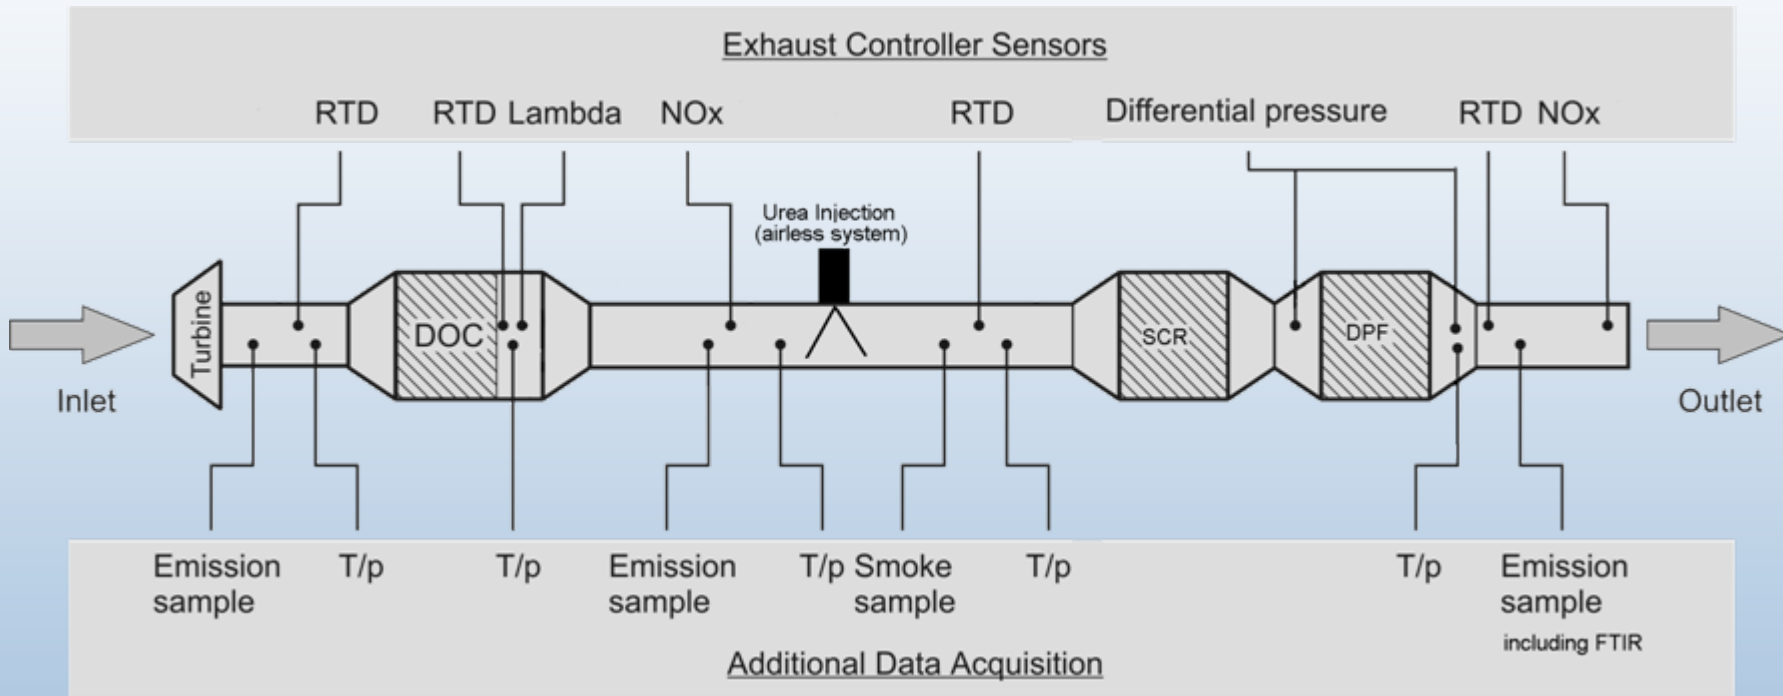 Exhaust Controller Sensors
RTD RTD Lambda NOx RTD Differential pressure RTD NOx
Urea Injection
(airless system)
Turbine
DOC
SCR
DPF
Inlet
Outlet
Emission sample
T/p
T/p
Emission sample
T/p
Smoke sample
T/p
T/p
Emission sample
including FTIR
Additional Data Acquisition